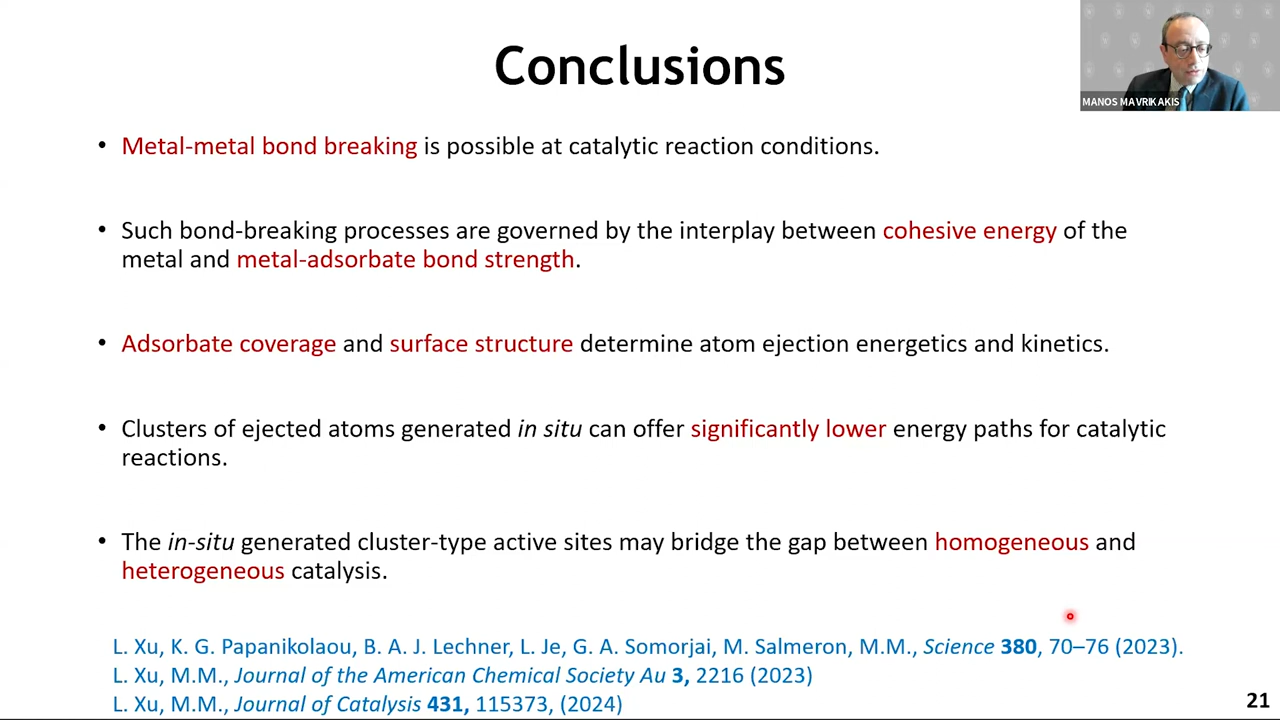 Conclusions
MANOS MAVRIKAKIS
• Metal-metal bond breaking is possible at catalytic reaction conditions.
• Such bond-breaking processes are governed by the interplay between cohesive energy of the
metal and metal-adsorbate bond strength.
• Adsorbate coverage and surface structure determine atom ejection energetics and kinetics.
• Clusters of ejected atoms generated in situ can offer significantly lower energy paths for catalytic
reactions.
• The in-situ generated cluster-type active sites may bridge the gap between homogeneous and
heterogeneous catalysis.
L. Xu, K. G. Papanikolaou, B. A. J. Lechner, L. Je, G. A. Somorjai, M. Salmeron, M.M., Science 380, 70–76 (2023).
L. Xu, M.M., Journal of the American Chemical Society Au 3, 2216 (2023)
L. Xu, M.M., Journal of Catalysis 431, 115373, (2024)
21